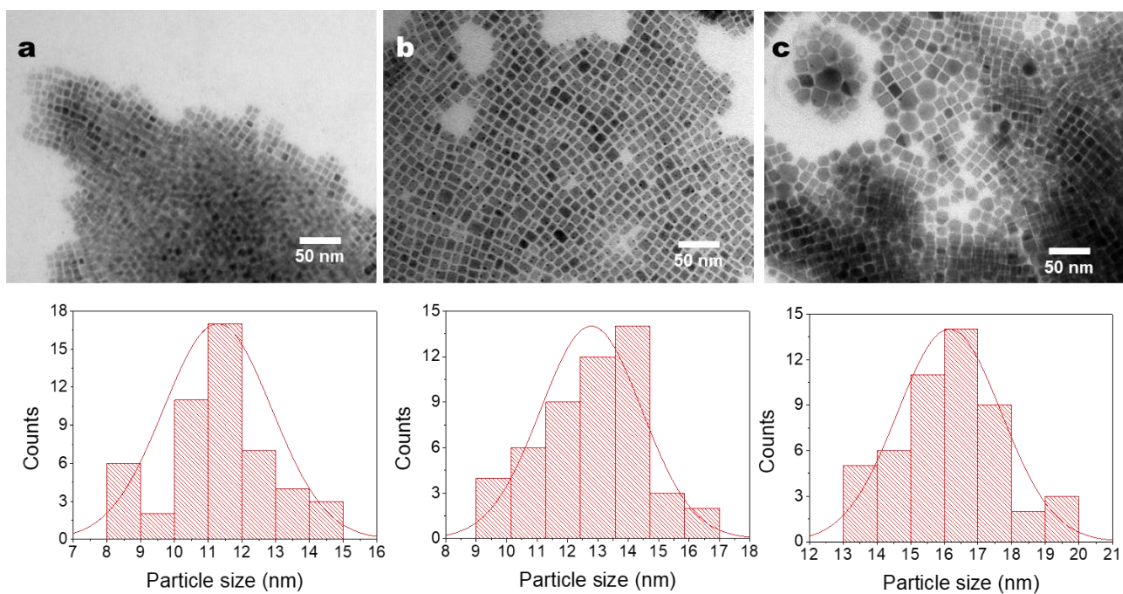 a
50 nm
b
50 nm
c
50 nm
18
15
12
9
6
3
0
Counts
7 8 9 10 11 12 13 14 15 16
Particle size (nm)
15
12
9
6
3
0
Counts
8 9 10 11 12 13 14 15 16 17 18
Particle size (nm)
15
12
9
6
3
0
Counts
12 13 14 15 16 17 18 19 20 21
Particle size (nm)